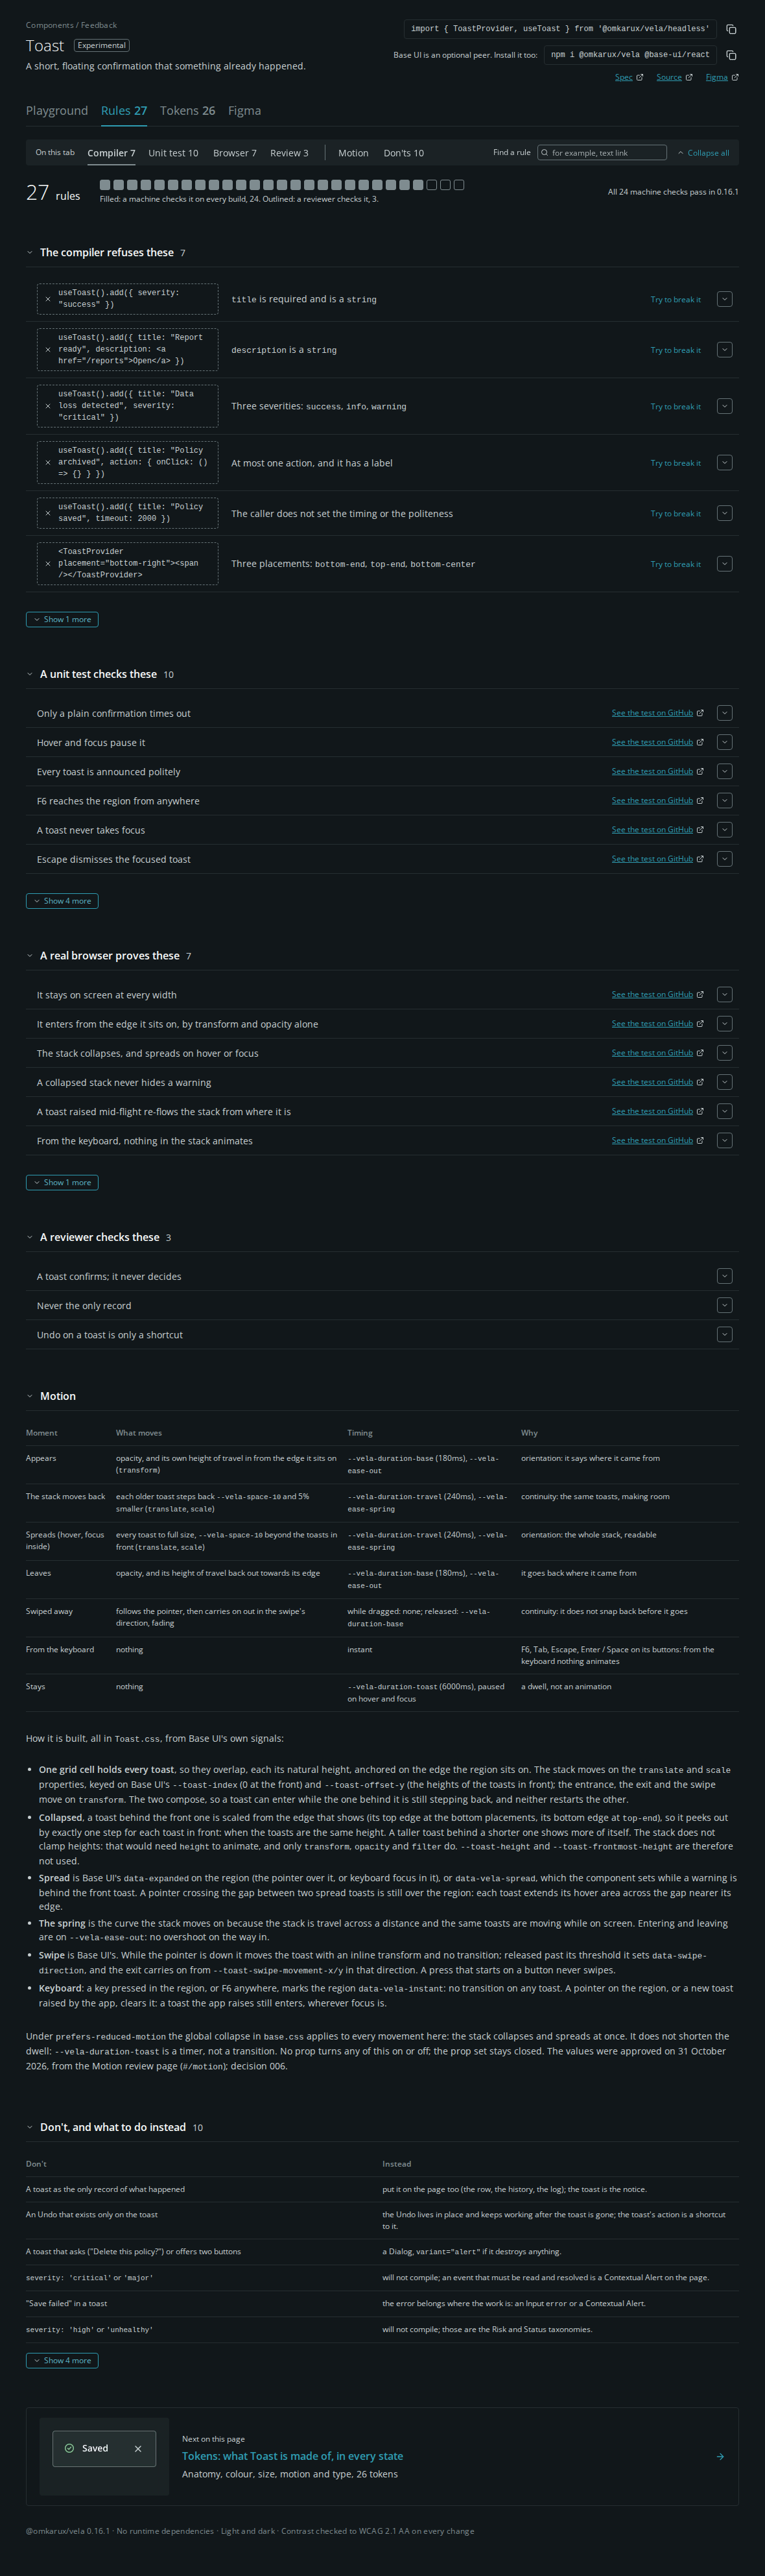 Components / Feedback
Toast Experimental
A short, floating confirmation that something already happened.
import { ToastProvider, useToast } from '@omkarux/vela/headless'
Base UI is an optional peer. Install it too: npm i @omkarux/vela @base-ui/react
Spec Source Figma
Playground Rules 27 Tokens 26 Figma
On this tab Compiler 7 Unit test 10 Browser 7 Review 3 Motion Don'ts 10 Find a rule for example, text link Collapse all
27 rules
Filled: a machine checks it on every build, 24. Outlined: a reviewer checks it, 3.
All 24 machine checks pass in 0.16.1
The compiler refuses these 7
useToast().add({ severity:
"success" })
title is required and is a string
Try to break it
useToast().add({ title: "Report
ready", description: <a
href="/reports">Open</a> })
description is a string
Try to break it
useToast().add({ title: "Data
loss detected", severity:
"critical" })
Three severities: success, info, warning
Try to break it
useToast().add({ title: "Policy
archived", action: { onClick: ()
=> {} } })
At most one action, and it has a label
Try to break it
useToast().add({ title: "Policy
saved", timeout: 2000 })
The caller does not set the timing or the politeness
Try to break it
<ToastProvider
placement="bottom-right"><span
/></ToastProvider>
Three placements: bottom-end, top-end, bottom-center
Try to break it
Show 1 more
A unit test checks these 10
Only a plain confirmation times out See the test on GitHub
Hover and focus pause it See the test on GitHub
Every toast is announced politely See the test on GitHub
F6 reaches the region from anywhere See the test on GitHub
A toast never takes focus See the test on GitHub
Escape dismisses the focused toast See the test on GitHub
Show 4 more
A real browser proves these 7
It stays on screen at every width See the test on GitHub
It enters from the edge it sits on, by transform and opacity alone See the test on GitHub
The stack collapses, and spreads on hover or focus See the test on GitHub
A collapsed stack never hides a warning See the test on GitHub
A toast raised mid-flight re-flows the stack from where it is See the test on GitHub
From the keyboard, nothing in the stack animates See the test on GitHub
Show 1 more
A reviewer checks these 3
A toast confirms; it never decides
Never the only record
Undo on a toast is only a shortcut
Motion
Moment What moves Timing Why
Appears
opacity, and its own height of travel in from the edge it sits on
(transform)
--vela-duration-base (180ms), --vela-
ease-out
orientation: it says where it came from
The stack moves back
each older toast steps back --vela-space-10 and 5%
smaller (translate, scale)
--vela-duration-travel (240ms), --vela-
ease-spring
continuity: the same toasts, making room
Spreads (hover, focus
inside)
every toast to full size, --vela-space-10 beyond the toasts in
front (translate, scale)
--vela-duration-travel (240ms), --vela-
ease-spring
orientation: the whole stack, readable
Leaves
opacity, and its height of travel back out towards its edge
--vela-duration-base (180ms), --vela-
ease-out
it goes back where it came from
Swiped away
follows the pointer, then carries on out in the swipe's
direction, fading
while dragged: none; released: --vela-
duration-base
continuity: it does not snap back before it goes
From the keyboard
nothing
instant
F6, Tab, Escape, Enter / Space on its buttons: from the
keyboard nothing animates
Stays
nothing
--vela-duration-toast (6000ms), paused
on hover and focus
a dwell, not an animation
How it is built, all in Toast.css, from Base UI's own signals:
• One grid cell holds every toast, so they overlap, each its natural height, anchored on the edge the region sits on. The stack moves on the translate and scale
properties, keyed on Base UI's --toast-index (0 at the front) and --toast-offset-y (the heights of the toasts in front); the entrance, the exit and the swipe
move on transform. The two compose, so a toast can enter while the one behind it is still stepping back, and neither restarts the other.
• Collapsed, a toast behind the front one is scaled from the edge that shows (its top edge at the bottom placements, its bottom edge at top-end), so it peeks out
by exactly one step for each toast in front: when the toasts are the same height. A taller toast behind a shorter one shows more of itself. The stack does not
clamp heights: that would need height to animate, and only transform, opacity and filter do. --toast-height and --toast-frontmost-height are therefore
not used.
• Spread is Base UI's data-expanded on the region (the pointer over it, or keyboard focus in it), or data-vela-spread, which the component sets while a warning is
behind the front toast. A pointer crossing the gap between two spread toasts is still over the region: each toast extends its hover area across the gap nearer its
edge.
• The spring is the curve the stack moves on because the stack is travel across a distance and the same toasts are moving while on screen. Entering and leaving
are on --vela-ease-out: no overshoot on the way in.
• Swipe is Base UI's. While the pointer is down it moves the toast with an inline transform and no transition; released past its threshold it sets data-swipe-
direction, and the exit carries on from --toast-swipe-movement-x/y in that direction. A press that starts on a button never swipes.
• Keyboard: a key pressed in the region, or F6 anywhere, marks the region data-vela-instant: no transition on any toast. A pointer on the region, or a new toast
raised by the app, clears it: a toast the app raises still enters, wherever focus is.
Under prefers-reduced-motion the global collapse in base.css applies to every movement here: the stack collapses and spreads at once. It does not shorten the
dwell: --vela-duration-toast is a timer, not a transition. No prop turns any of this on or off; the prop set stays closed. The values were approved on 31 October
2026, from the Motion review page (#/motion); decision 006.
Don't, and what to do instead 10
Don't Instead
A toast as the only record of what happened
put it on the page too (the row, the history, the log); the toast is the notice.
An Undo that exists only on the toast
the Undo lives in place and keeps working after the toast is gone; the toast's action is a shortcut
to it.
A toast that asks ("Delete this policy?") or offers two buttons
a Dialog, variant="alert" if it destroys anything.
severity: 'critical' or 'major'
will not compile; an event that must be read and resolved is a Contextual Alert on the page.
"Save failed" in a toast
the error belongs where the work is: an Input error or a Contextual Alert.
severity: 'high' or 'unhealthy'
will not compile; those are the Risk and Status taxonomies.
Show 4 more
Saved
Next on this page
Tokens: what Toast is made of, in every state
Anatomy, colour, size, motion and type, 26 tokens
@omkarux/vela 0.16.1 · No runtime dependencies · Light and dark · Contrast checked to WCAG 2.1 AA on every change